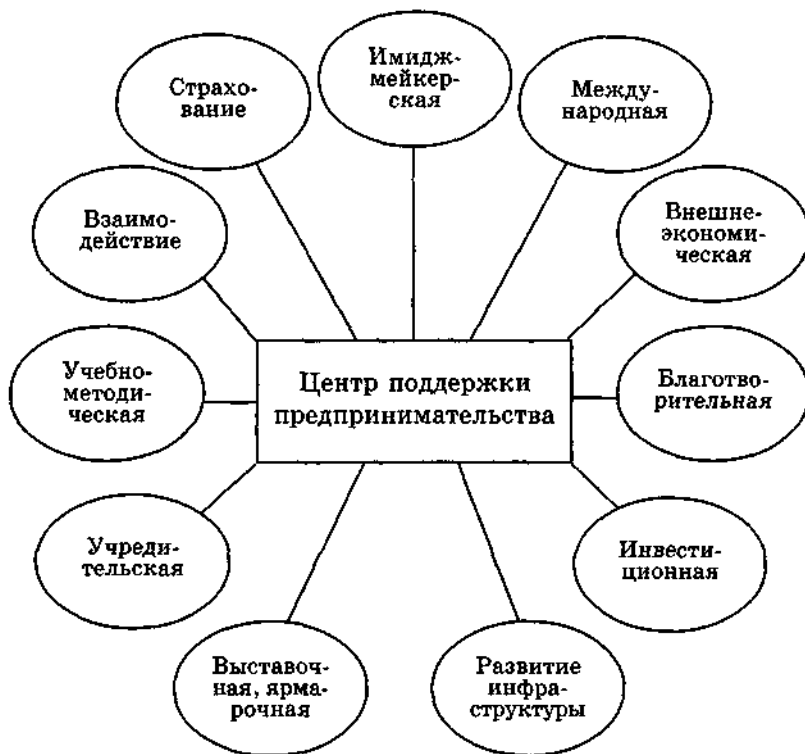 Имидж-
мейкер-
ская
Страхо-
вание
Между-
народная
Взаимо-
действие
Внешне-
экономи-
ческая
Учебно-
методи-
ческая
Центр поддержки
предпринимательства
Благотво-
рительная
Учреди-
тельская
Инвести-
ционная
Выставоч-
ная, ярма-
рочная
Развитие
инфра-
структуры